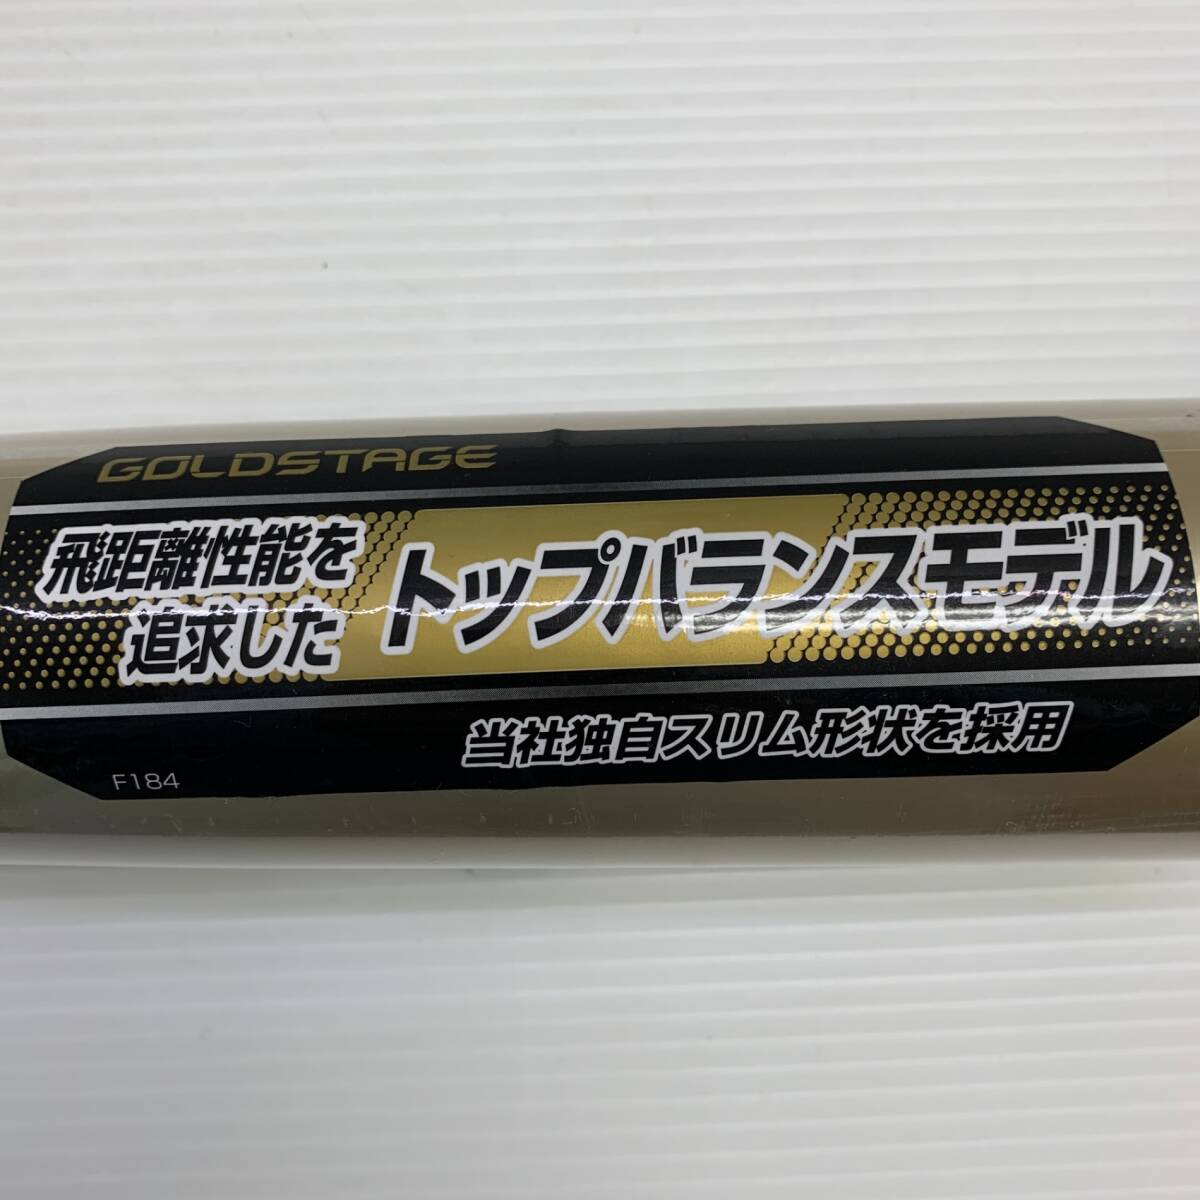 GOLDSTAGE
飛距離性能を
追求した
トップバランスモデル
当社独自スリム形状を採用
F184